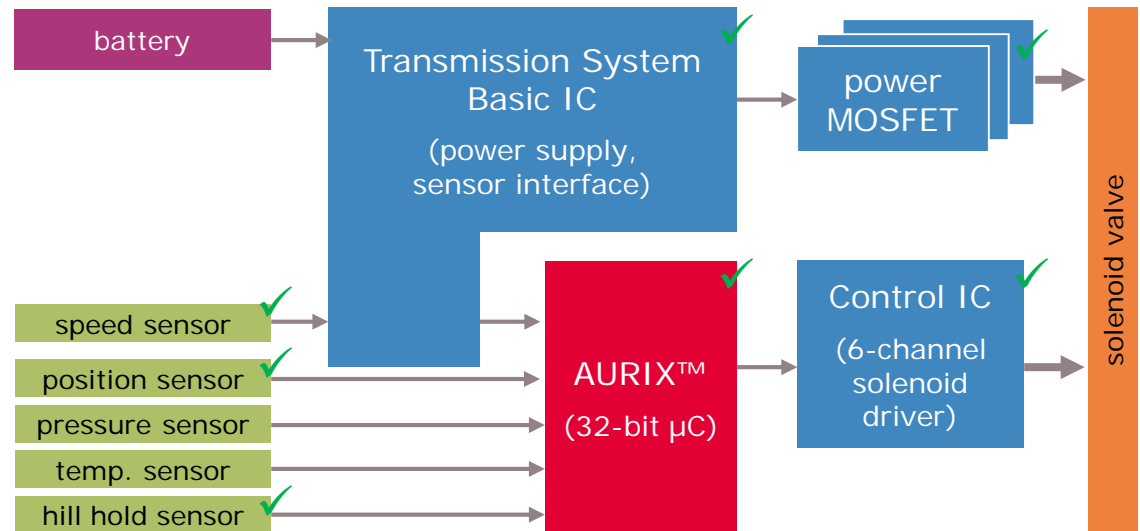 battery
Transmission System
Basic IC
(power supply,
sensor interface)
power
MOSFET
solenoid valve
speed sensor
position sensor
pressure sensor
temp. sensor
hill hold sensor
AURIX™
(32-bit µC)
Control IC
(6-channel
solenoid
driver)